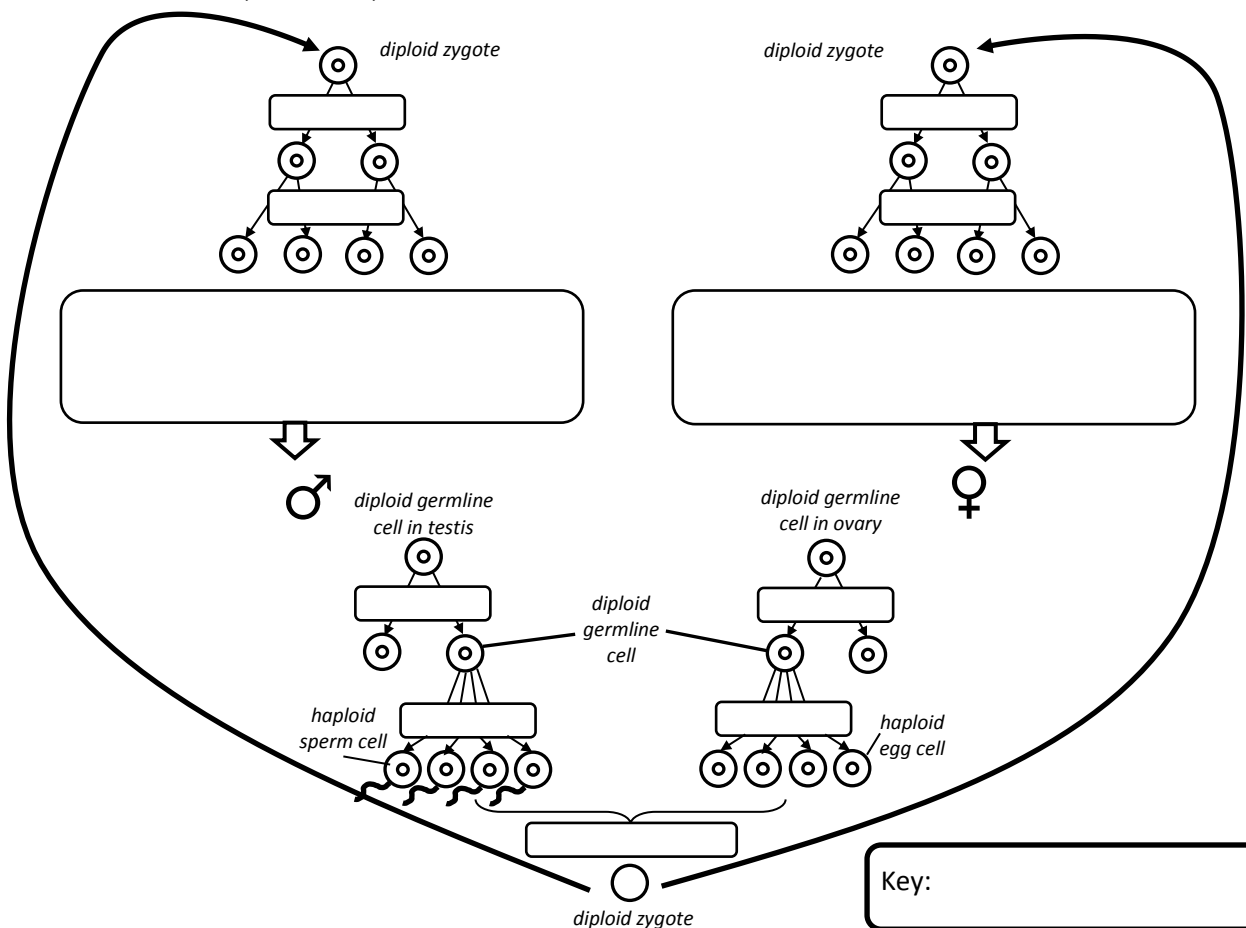 diploid zygote
diploid zygote
diploid germline
cell in testis
diploid germline
cell in ovary
diploid
germline
cell
haploid
sperm cell
haploid
egg cell
diploid zygote
Key: